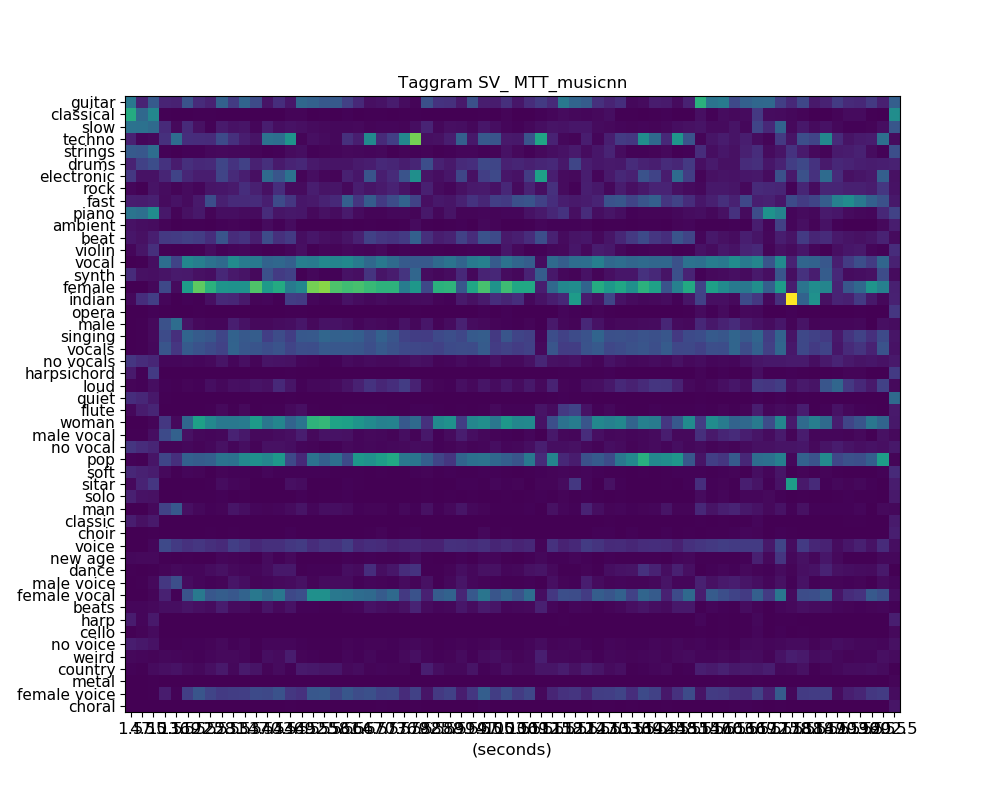 Taggram SV_ MTT_musicnn
guitar
classical
slow
techno
strings
drums
electronic
rock
fast
piano
ambient
beat
violin
vocal
synth
female
indian
opera
male
singing
vocals
no vocals
harpsichord
loud
quiet
flute
woman
male vocal
no vocal
pop
soft
sitar
solo
man
classic
choir
voice
new age
dance
male voice
female vocal
beats
harp
cello
no voice
weird
country
metal
female voice
choral
(seconds)